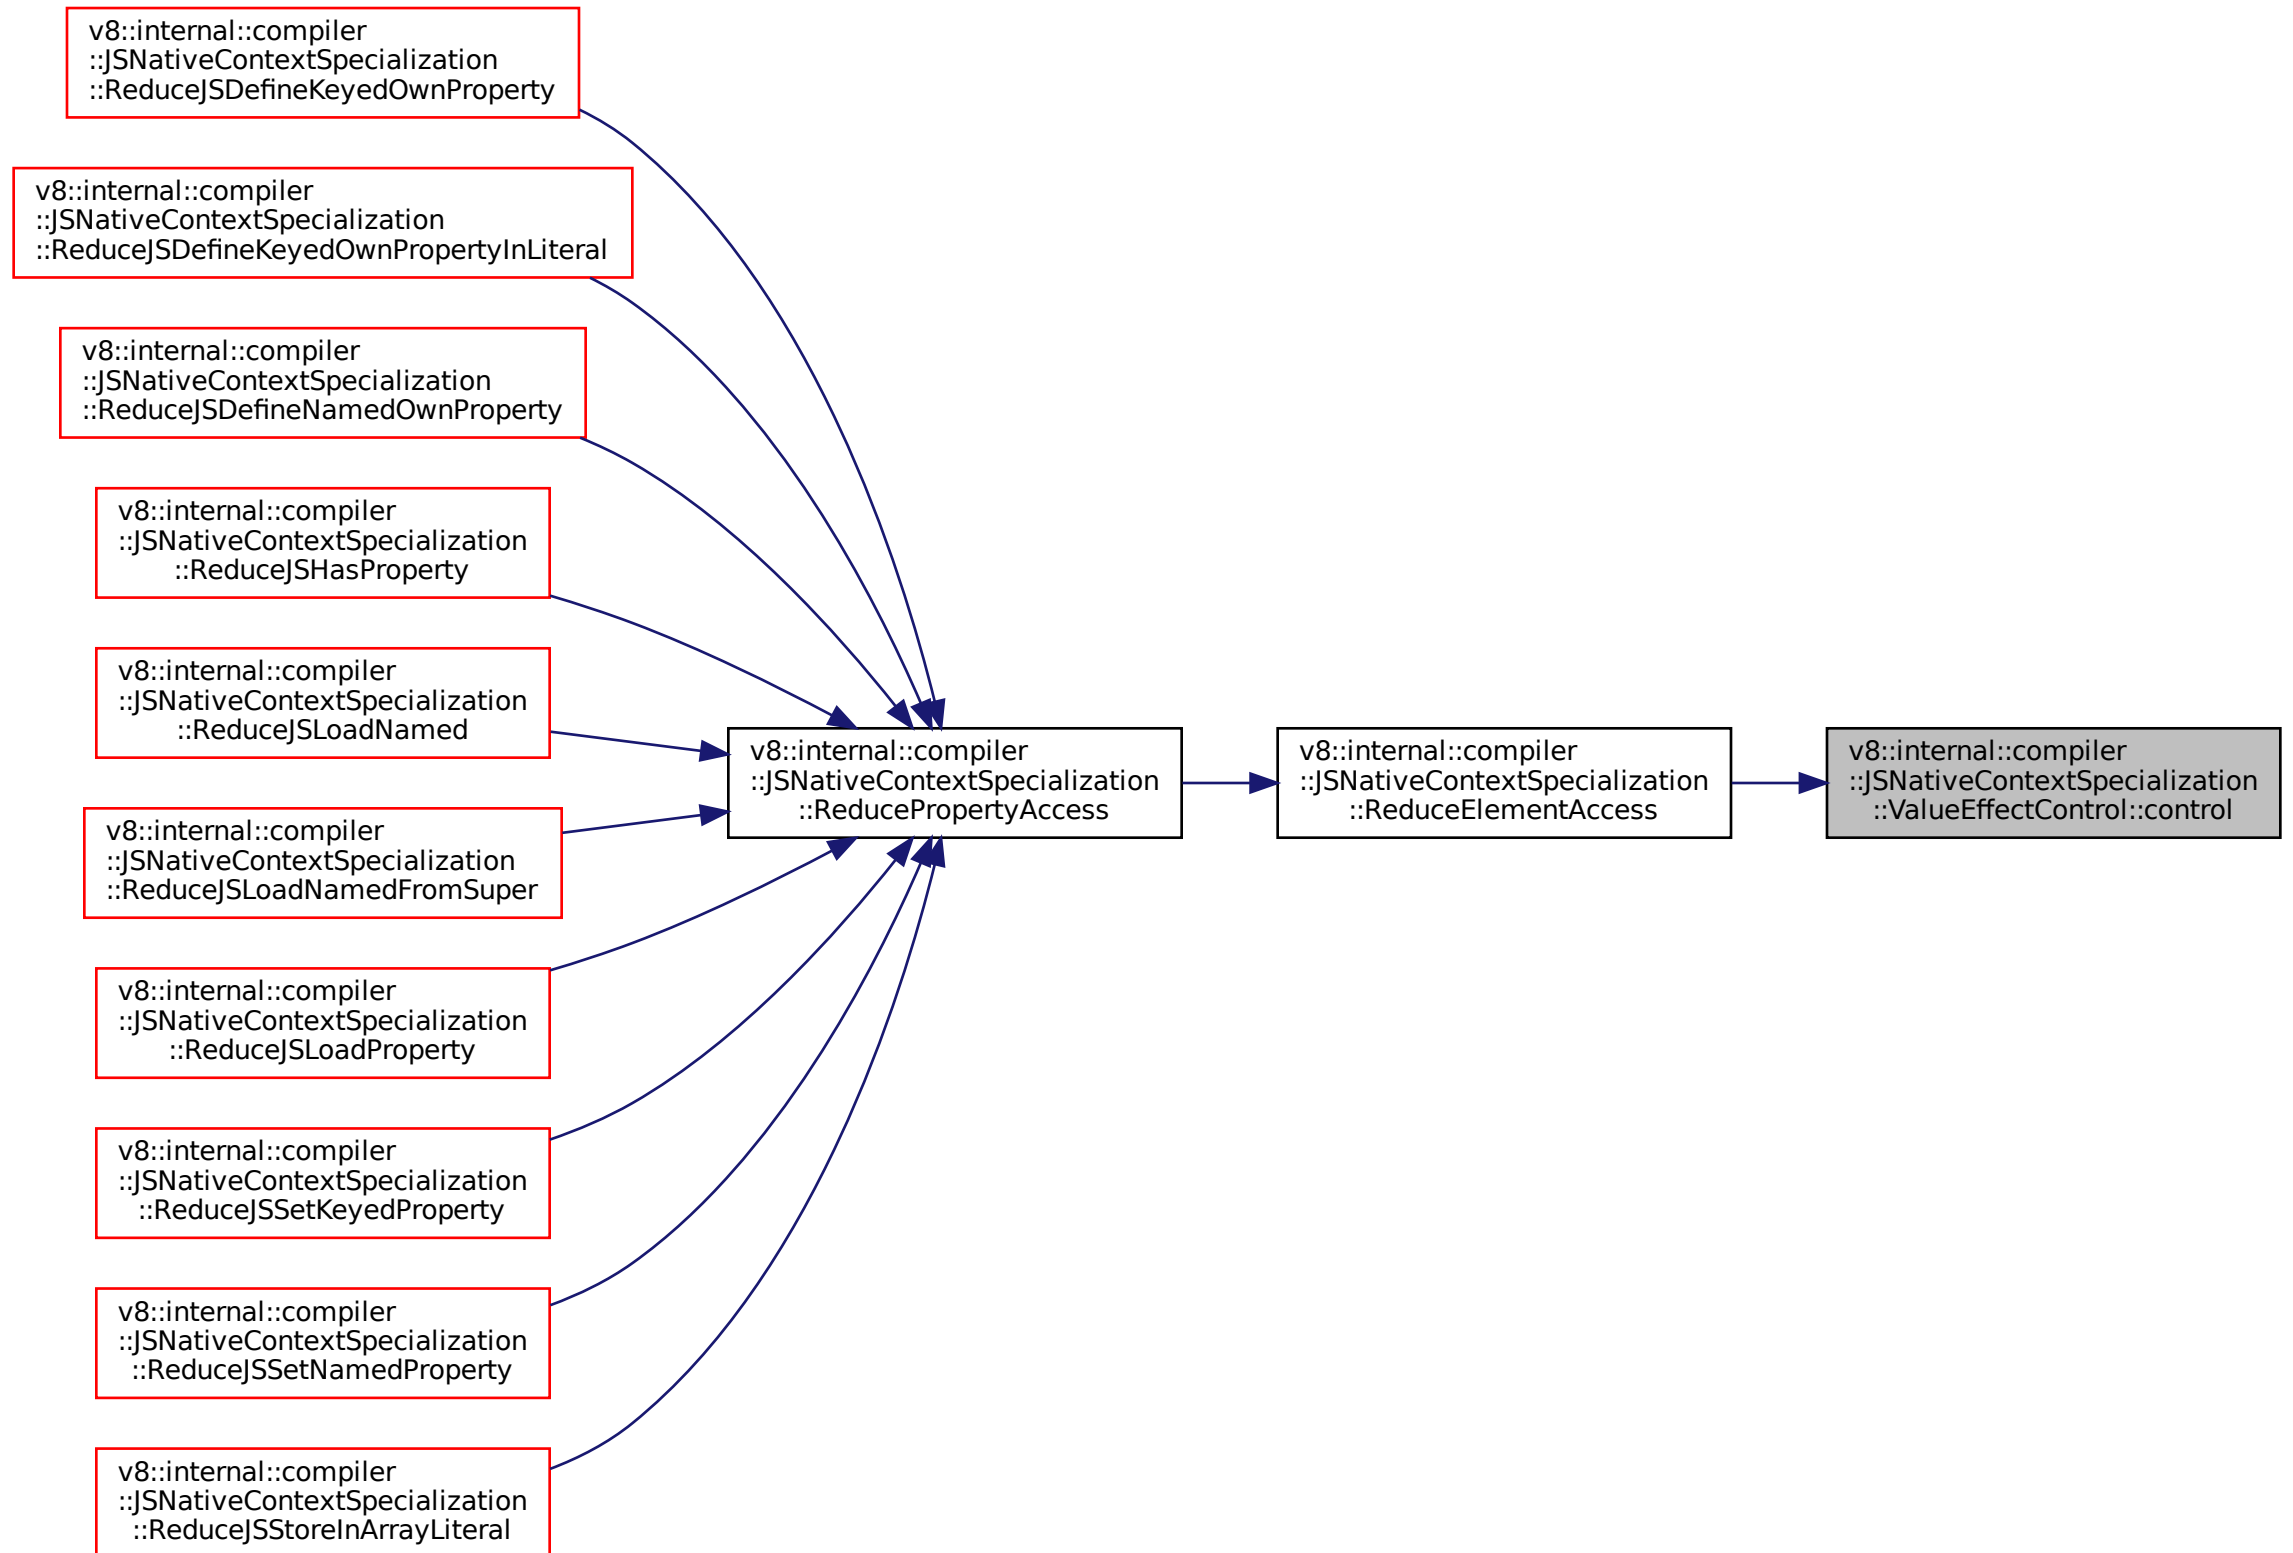 v8::internal::compiler
::JSNativeContextSpecialization
::ReduceJSDefineKeyedOwnProperty
v8::internal::compiler
::JSNativeContextSpecialization
::ReduceJSDefineKeyedOwnPropertyInLiteral
v8::internal::compiler
::JSNativeContextSpecialization
::ReduceJSDefineNamedOwnProperty
v8::internal::compiler
::JSNativeContextSpecialization
::ReduceJSHasProperty
v8::internal::compiler
::JSNativeContextSpecialization
::ReduceJSLoadNamed
v8::internal::compiler
::JSNativeContextSpecialization
::ReduceJSLoadNamedFromSuper
v8::internal::compiler
::JSNativeContextSpecialization
::ReduceJSLoadProperty
v8::internal::compiler
::JSNativeContextSpecialization
::ReduceJSSetKeyedProperty
v8::internal::compiler
::JSNativeContextSpecialization
::ReduceJSSetNamedProperty
v8::internal::compiler
::JSNativeContextSpecialization
::ReduceJSStoreInArrayLiteral
v8::internal::compiler
::JSNativeContextSpecialization
::ReducePropertyAccess
v8::internal::compiler
::JSNativeContextSpecialization
::ReduceElementAccess
v8::internal::compiler
::JSNativeContextSpecialization
::ValueEffectControl::control